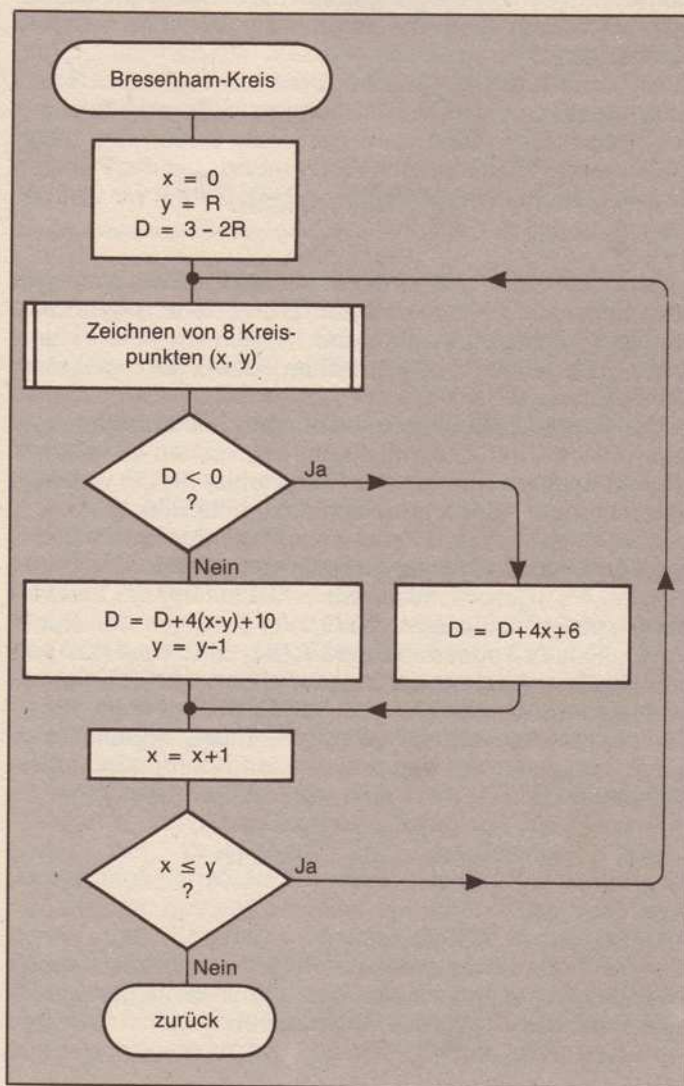 Bresenham-Kreis
x = 0
y = R
D = 3 – 2R
Zeichnen von 8 Kreis-
punkten (x, y)
D < 0
?
Ja
Nein
D = D+4(x-y)+10
y = y–1
D = D+4x+6
x = x+1
x ≤ y
?
Ja
Nein
zurück